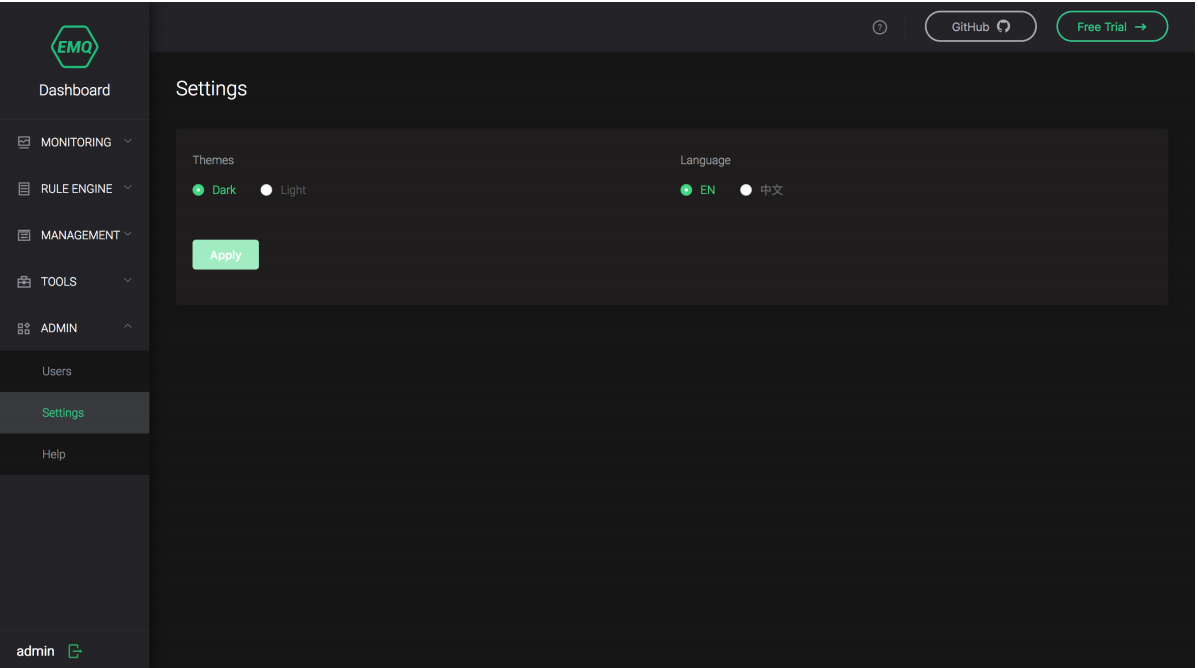 EMQ
Dashboard
MONITORING
RULE ENGINE
MANAGEMENT
TOOLS
ADMIN
Users
Settings
Help
admin
? GitHub Free Trial →
Settings
Themes
Dark Light
Language
EN 中文
Apply